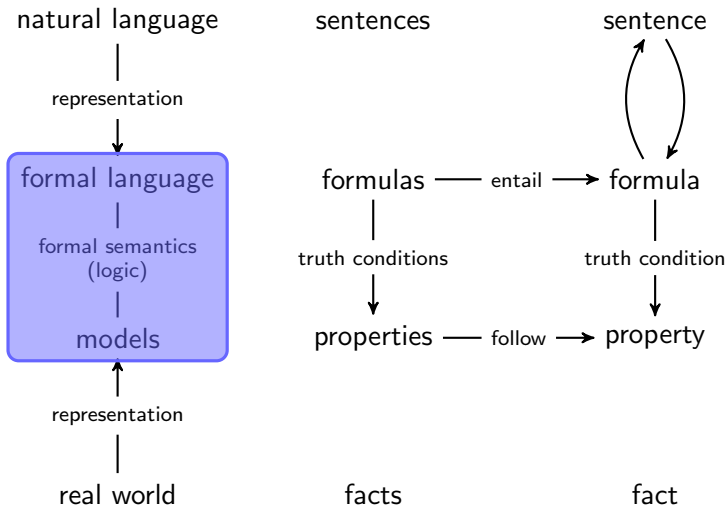 natural language sentences sentence
representation
formal language formulas entail formula
formal semantics
(logic) truth conditions truth condition
models properties follow property
representation
real world facts fact